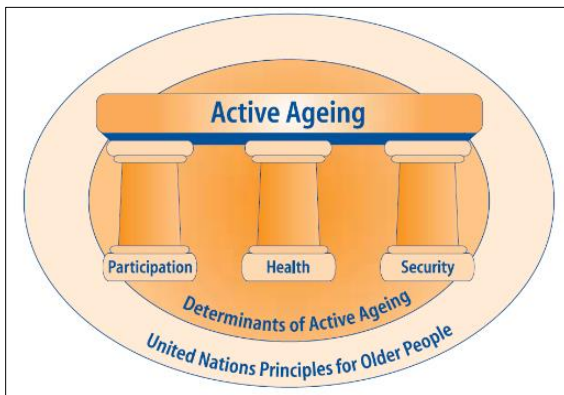 Active Ageing
Participation
Health
Security
Determinants of Active Ageing
United Nations Principles for Older People